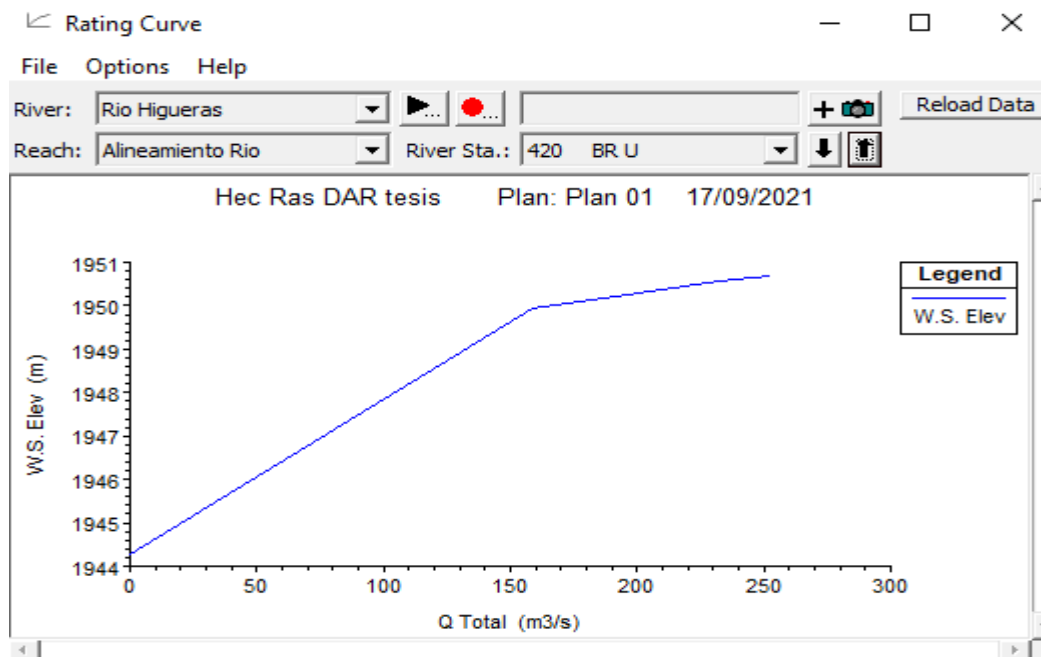 Rating Curve
File Options Help
River: Rio Higueras ... ... + Reload Data
Reach: Alineamiento Rio River Sta.: 420 BR U
Hec Ras DAR tesis Plan: Plan 01 17/09/2021
1951
1950
1949
1948
1947
1946
1945
1944
W.S. Elev (m)
0 50 100 150 200 250 300
Q Total (m3/s)
Legend
W.S. Elev